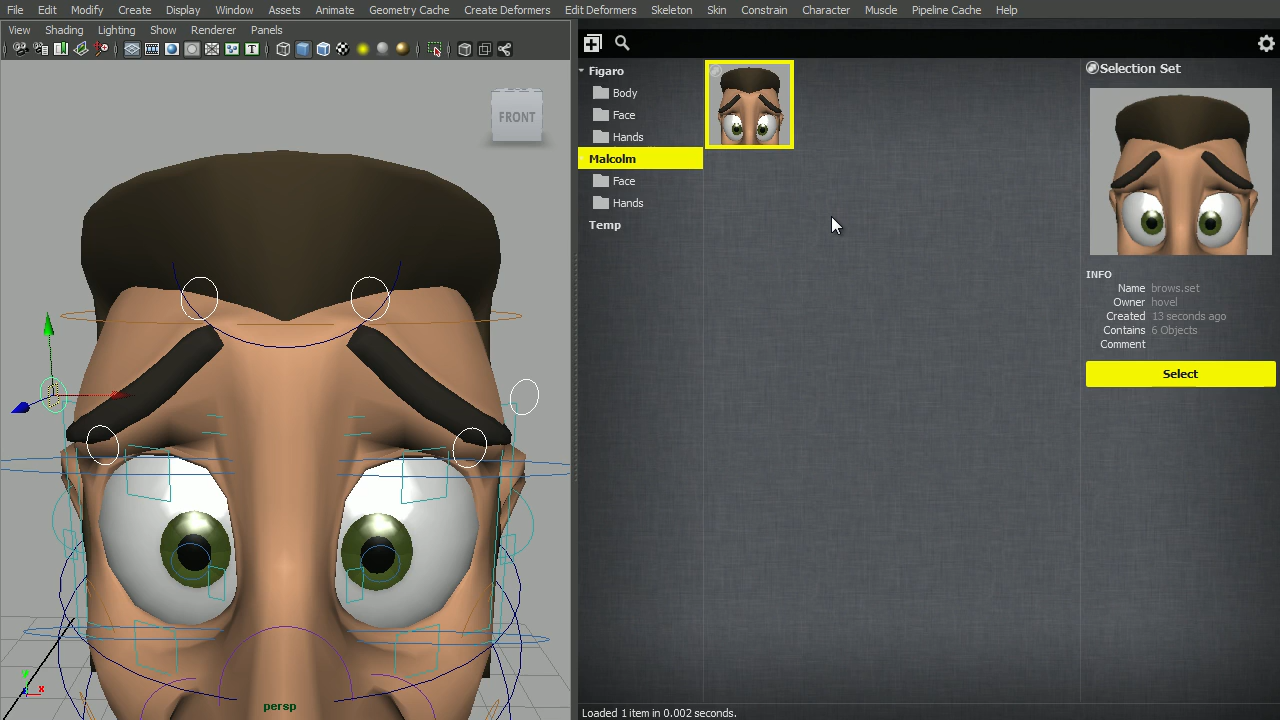 File Edit Modify Create Display Window Assets Animate Geometry Cache Create Deformers Edit Deformers Skeleton Skin Constrain Character Muscle Pipeline Cache Help
View Shading Lighting Show Renderer Panels
T
FRONT
persp
y
x
Figaro
Body
Face
Hands
Malcolm
Face
Hands
Temp
Selection Set
INFO
Name brows.set
Owner hovel
Created 13 seconds ago
Contains 6 Objects
Comment
Select
Loaded 1 item in 0.002 seconds.